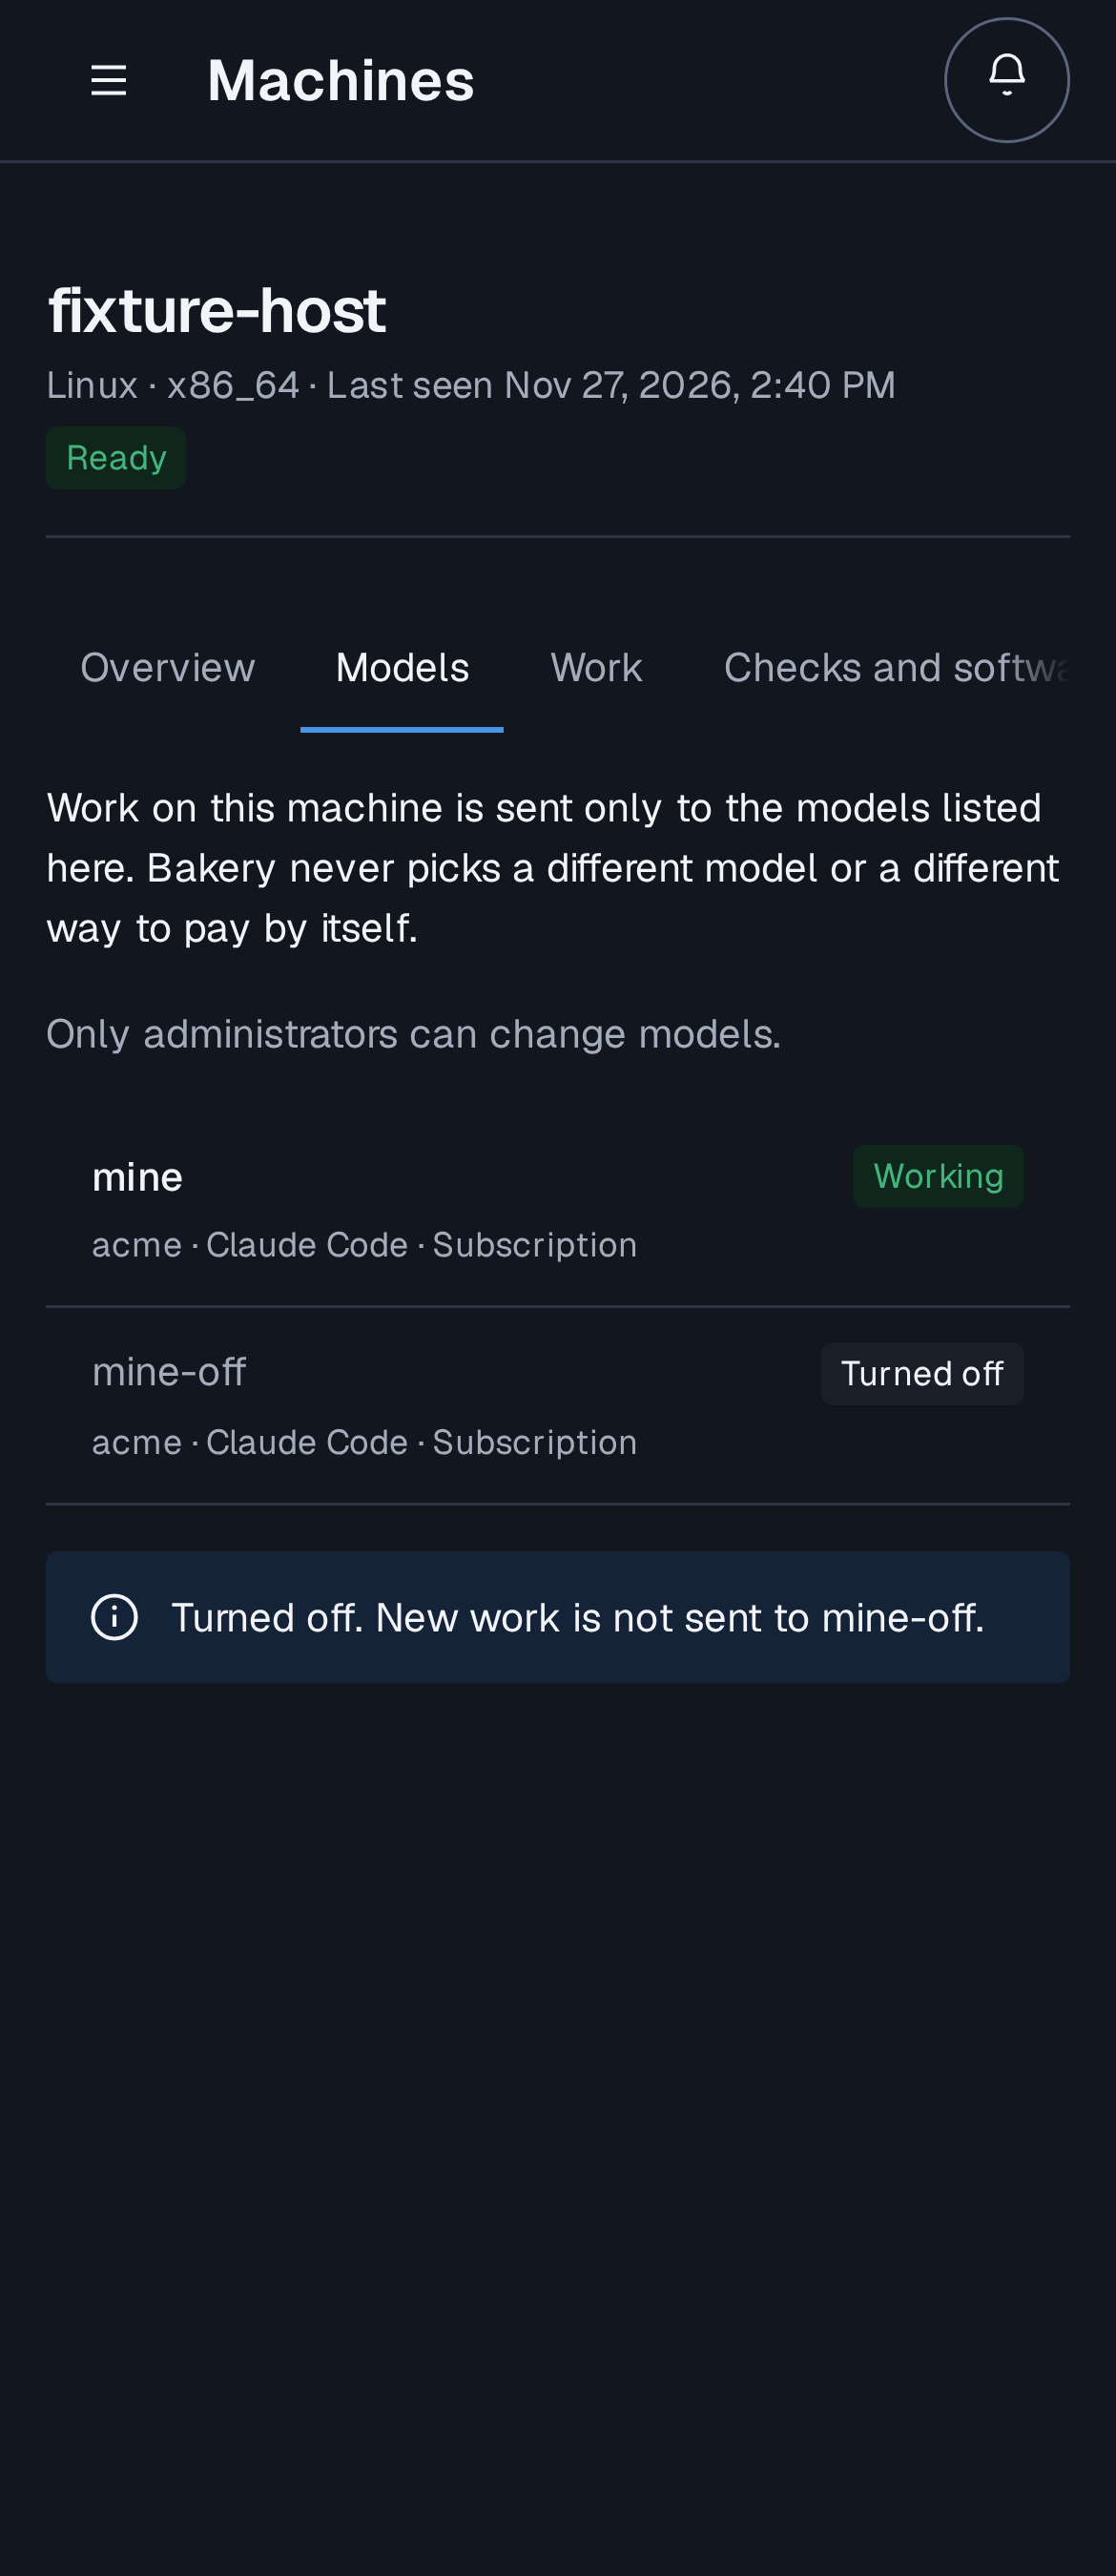 Machines
fixture-host
Linux · x86_64 · Last seen Nov 27, 2026, 2:40 PM
Ready
Overview Models Work Checks and
Work on this machine is sent only to the models listed
here. Bakery never picks a different model or a different
way to pay by itself.
Only administrators can change models.
mine Working
acme · Claude Code · Subscription
mine-off Turned off
acme · Claude Code · Subscription
Turned off. New work is not sent to mine-off.